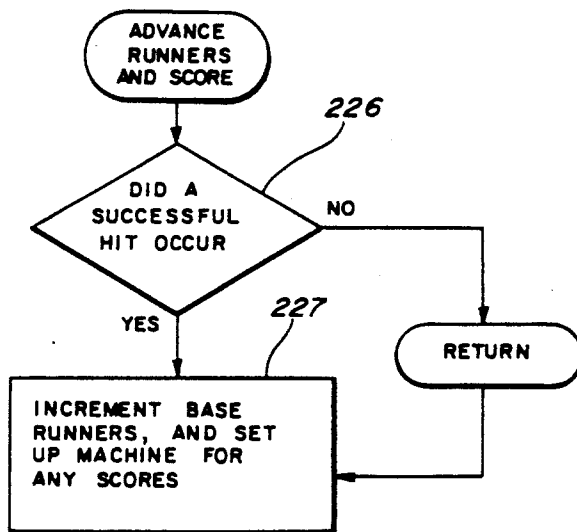 ADVANCE
RUNNERS
AND SCORE
226
DID A
SUCCESSFUL
HIT OCCUR
NO
YES
227
RETURN
INCREMENT BASE
RUNNERS, AND SET
UP MACHINE FOR
ANY SCORES